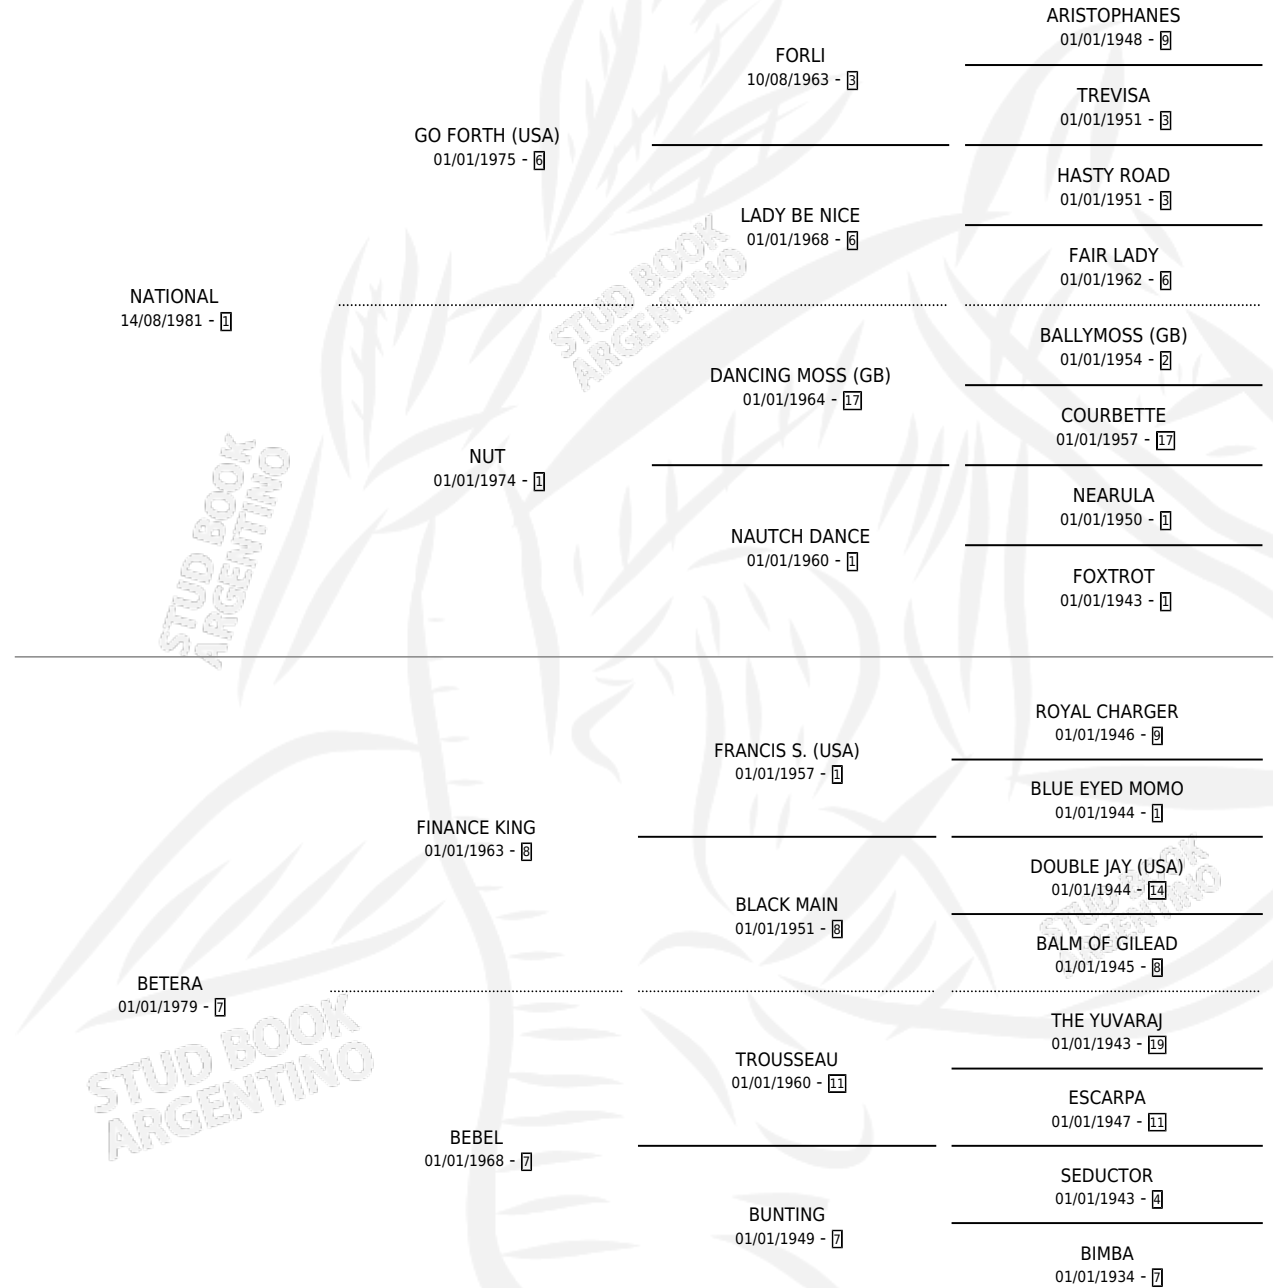 ARISTOPHANES
01/01/1948 - 9
FORLI
10/08/1963 - 3
TREVISA
01/01/1951 - 3
GO FORTH (USA)
01/01/1975 - 6
HASTY ROAD
01/01/1951 - 3
LADY BE NICE
01/01/1968 - 6
FAIR LADY
01/01/1962 - 6
NATIONAL
14/08/1981 - 1
STUD BOOK
ARGENTINO
BALLYMOSS (GB)
01/01/1954 - 2
DANCING MOSS (GB)
01/01/1964 - 17
COURBETTE
01/01/1957 - 17
NUT
01/01/1974 - 1
NEARULA
01/01/1950 - 1
NAUTCH DANCE
01/01/1960 - 1
FOXTROT
01/01/1943 - 1
STUD BOOK
ARGENTINO
ROYAL CHARGER
01/01/1946 - 9
FRANCIS S. (USA)
01/01/1957 - 1
BLUE EYED MOMO
01/01/1944 - 1
FINANCE KING
01/01/1963 - 8
DOUBLE JAY (USA)
01/01/1944 - 14
BLACK MAIN
01/01/1951 - 8
STUD BOOK
ARGENTINO
BALM OF GILEAD
01/01/1945 - 8
BETERA
01/01/1979 - 7
THE YUVARAJ
01/01/1943 - 19
TROUSSEAU
01/01/1960 - 11
ESCARPA
01/01/1947 - 11
STUD BOOK
ARGENTINO
BEBEL
01/01/1968 - 7
SEDUCTOR
01/01/1943 - 4
BUNTING
01/01/1949 - 7
BIMBA
01/01/1934 - 7